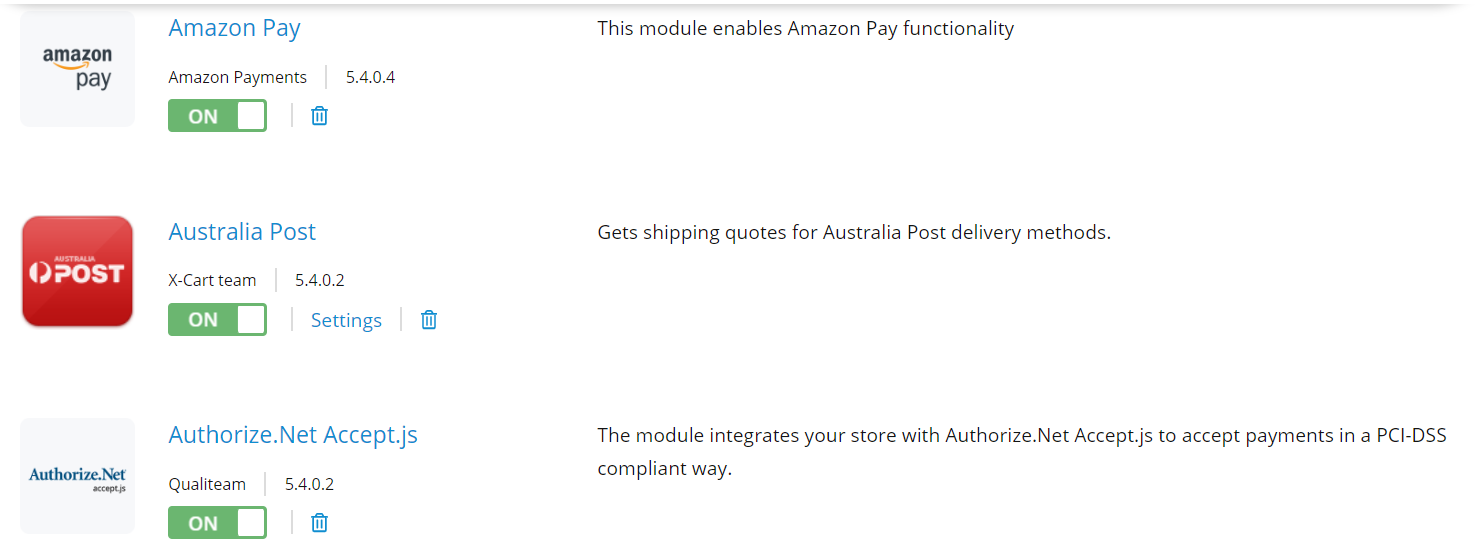 amazon
pay
Amazon Pay
This module enables Amazon Pay functionality
Amazon Payments 5.4.0.4
ON
AUSTRALIA
POST
Australia Post
Gets shipping quotes for Australia Post delivery methods.
X-Cart team 5.4.0.2
ON Settings
Authorize.Net
accept.js
Authorize.Net Accept.js
The module integrates your store with Authorize.Net Accept.js to accept payments in a PCI-DSS
compliant way.
Qualiteam 5.4.0.2
ON